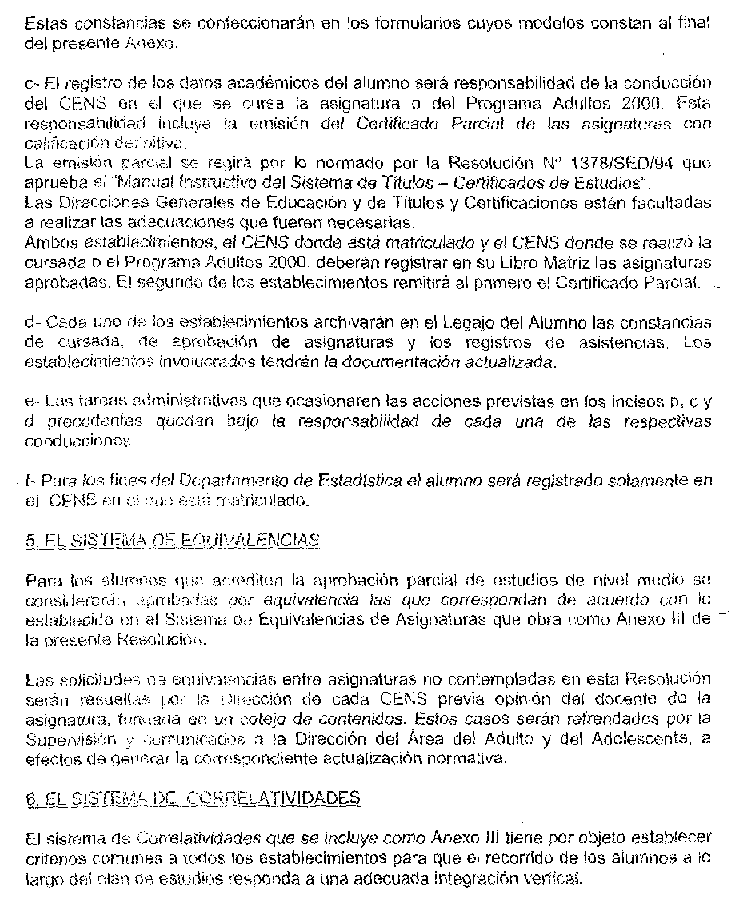 Estas constancias se confeccionarán en los formularios cuyos modelos constan al final
del presente Anexo.
c- El registro de los datos académicos del alumno será responsabilidad de la conducción
del CENS en el que se cursa la asignatura o del Programa Adultos 2000. Esta
responsabilidad incluye la emisión del Certificado Parcial de las asignaturas con
calificación definitiva.
La emisión parcial se regirá por lo normado por la Resolución N° 1378/SED/94 que
aprueba el "Manual Instructivo del Sistema de Títulos – Certificados de Estudios".
Las Direcciones Generales de Educación y de Títulos y Certificaciones están facultadas
a realizar las adecuaciones que fueren necesarias.
Ambos establecimientos, el CENS donde está matriculado y el CENS donde se realizó la
cursada o el Programa Adultos 2000, deberán registrar en su Libro Matriz las asignaturas
aprobadas. El segundo de los establecimientos remitirá al primero el Certificado Parcial.
d- Cada uno de los establecimientos archivarán en el Legajo del Alumno las constancias
de cursada, de aprobación de asignaturas y los registros de asistencias. Los
establecimientos involucrados tendrán la documentación actualizada.
e- Las tareas administrativas que ocasionaren las acciones previstas en los incisos b, c y
d precedentes quedan bajo la responsabilidad de cada una de las respectivas
conducciones.
f- Para los fines del Departamento de Estadística el alumno será registrado solamente en
el CENS en el que está matriculado.
5. EL SISTEMA DE EQUIVALENCIAS
Para los alumnos que acrediten la aprobación parcial de estudios de nivel medio se
considerarán aprobadas por equivalencia las que correspondan de acuerdo con lo
establecido en el Sistema de Equivalencias de Asignaturas que obra como Anexo III de
la presente Resolución.
Las solicitudes de equivalencias entre asignaturas no contempladas en esta Resolución
serán resueltas por la Dirección de cada CENS previa opinión del docente de la
asignatura, fundada en un cotejo de contenidos. Estos casos serán refrendados por la
Supervisión y comunicados a la Dirección del Área del Adulto y del Adolescente, a
efectos de generar la correspondiente actualización normativa.
6. EL SISTEMA DE CORRELATIVIDADES
El sistema de Correlatividades que se incluye como Anexo III tiene por objeto establecer
criterios comunes a todos los establecimientos para que el recorrido de los alumnos a lo
largo del plan de estudios responda a una adecuada integración vertical.